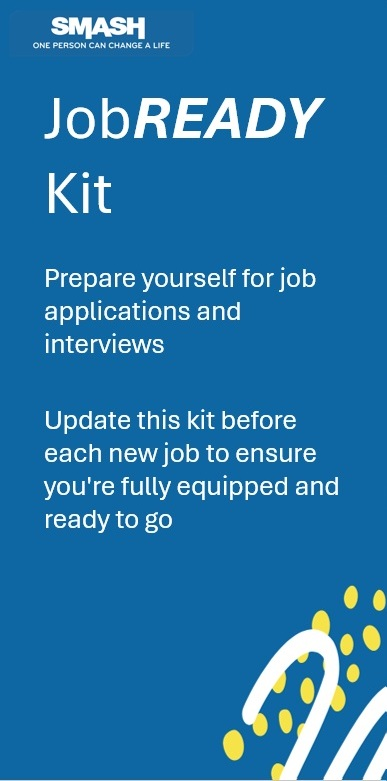 SMASH
ONE PERSON CAN CHANGE A LIFE
JobREADY
Kit
Prepare yourself for job
applications and
interviews
Update this kit before
each new job to ensure
you're fully equipped and
ready to go